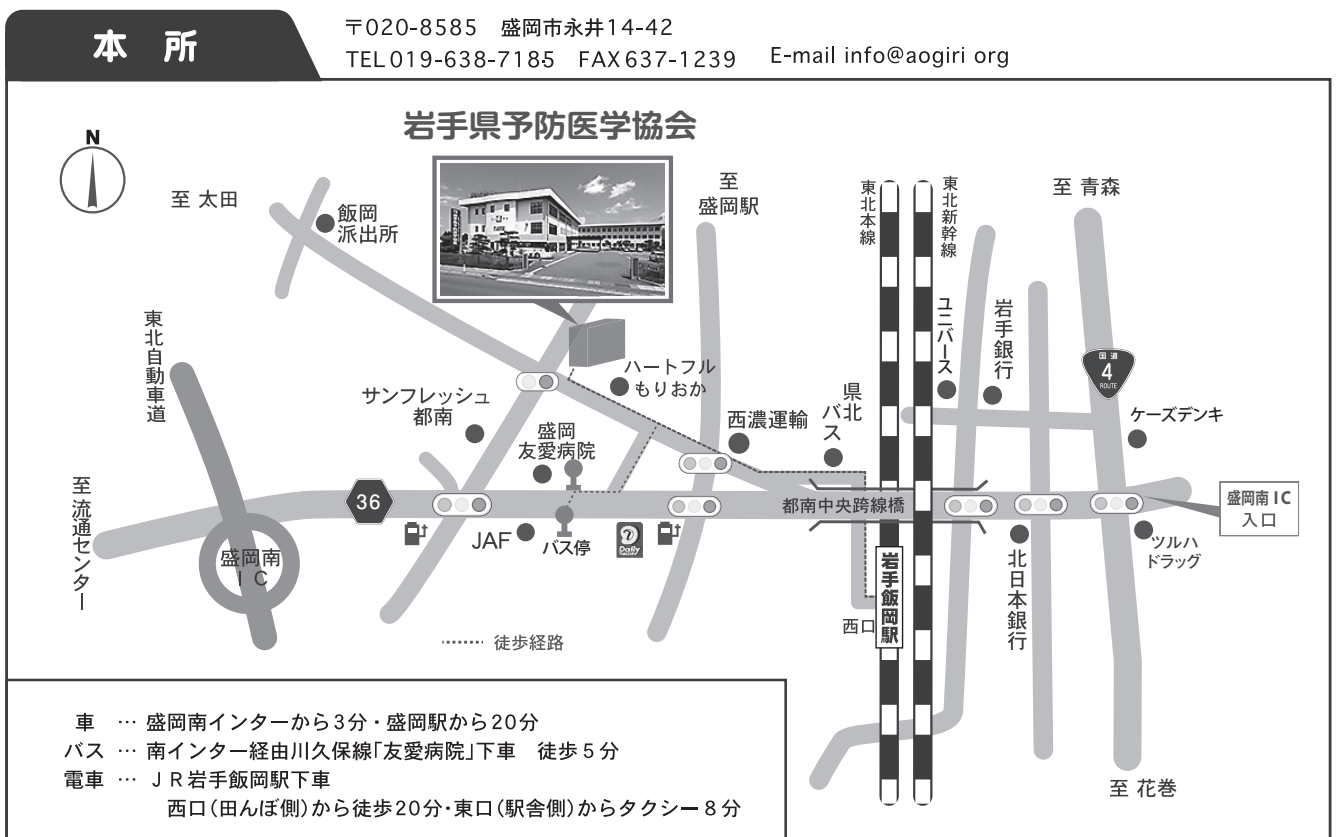 本 所
〒020-8585 盛岡市永井14-42
TEL 019-638-7185 FAX 637-1239 E-mail info@aogiri org
岩手県予防医学協会
N
至 太田
飯岡
派出所
至
盛岡駅
東北本線
東北新幹線
至 青森
東北自動車道
ユニバース
岩手銀行
国道
4
ROUTE
ハートフル
もりおか
サンフレッシュ
都南
盛岡
友愛病院
西濃運輸
県北
バス
ケーズデンキ
至 流通センター
36
都南中央跨線橋
盛岡南 IC
入口
JAF
バス停
Daily
盛岡南
I C
ツルハ
ドラッグ
北日本銀行
岩手飯岡駅
西口
徒歩経路
至 花巻
車 … 盛岡南インターから3分・盛岡駅から20分
バス … 南インター経由川久保線「友愛病院」下車 徒歩5分
電車 … JR岩手飯岡駅下車
西口(田んぼ側)から徒歩20分・東口(駅舎側)からタクシー8分